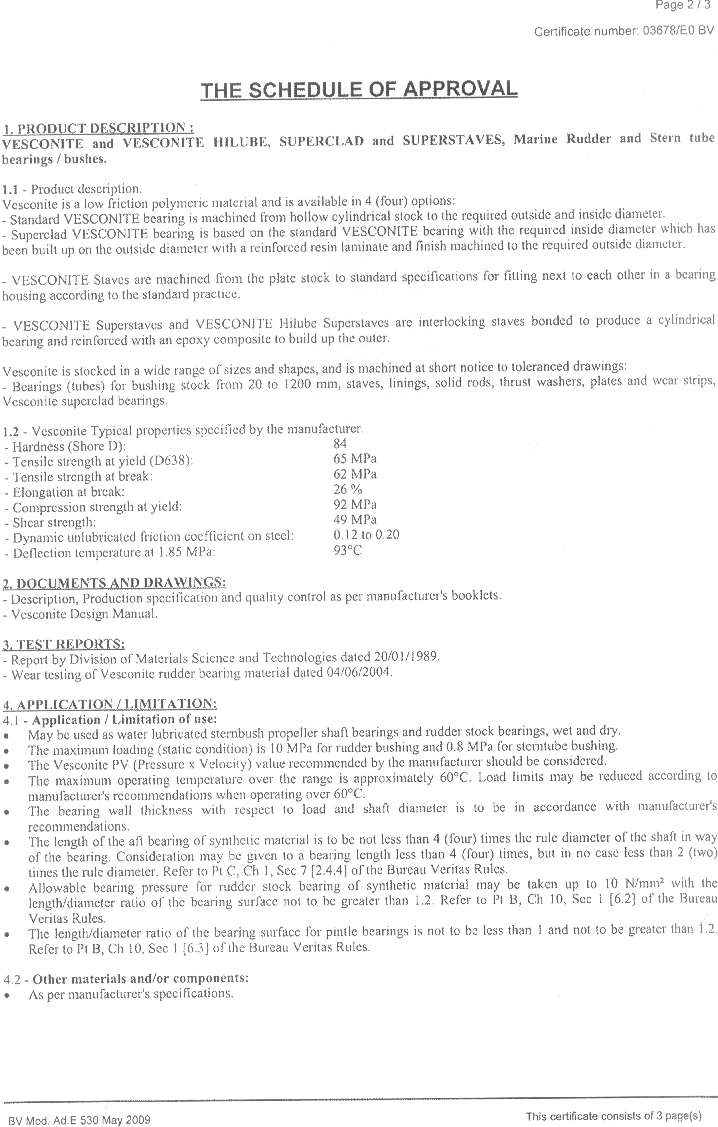 Page 2 / 3
Certificate number: 03678/E0 BV
THE SCHEDULE OF APPROVAL
1. PRODUCT DESCRIPTION :
VESCONITE and VESCONITE HILUBE, SUPERCLAD and SUPERSTAVES, Marine Rudder and Stern tube
bearings / bushes.
1.1 - Product description.
Vesconite is a low friction polymeric material and is available in 4 (four) options:
- Standard VESCONITE bearing is machined from hollow cylindrical stock to the required outside and inside diameter.
- Superclad VESCONITE bearing is based on the standard VESCONITE bearing with the required inside diameter which has
been built up on the outside diameter with a reinforced resin laminate and finish machined to the required outside diameter.
- VESCONITE Staves are machined from the plate stock to standard specifications for fitting next to each other in a bearing
housing according to the standard practice.
- VESCONITE Superstaves and VESCONITE Hilube Superstaves are interlocking staves bonded to produce a cylindrical
bearing and reinforced with an epoxy composite to build up the outer.
Vesconite is stocked in a wide range of sizes and shapes, and is machined at short notice to toleranced drawings:
- Bearings (tubes) for bushing stock from 20 to 1200 mm, staves, linings, solid rods, thrust washers, plates and wear strips,
Vesconite superclad bearings.
1.2 - Vesconite Typical properties specified by the manufacturer.
- Hardness (Shore D): 84
- Tensile strength at yield (D638): 65 MPa
- Tensile strength at break: 62 MPa
- Elongation at break: 26 %
- Compression strength at yield: 92 MPa
- Shear strength: 49 MPa
- Dynamic unlubricated friction coefficient on steel: 0.12 to 0.20
- Deflection temperature at 1.85 MPa: 93°C
2. DOCUMENTS AND DRAWINGS:
- Description, Production specification and quality control as per manufacturer's booklets.
- Vesconite Design Manual.
3. TEST REPORTS:
- Report by Division of Materials Science and Technologies dated 20/01/1989.
- Wear testing of Vesconite rudder bearing material dated 04/06/2004.
4. APPLICATION / LIMITATION:
4.1 - Application / Limitation of use:
• May be used as water lubricated sternbush propeller shaft bearings and rudder stock bearings, wet and dry.
• The maximum loading (static condition) is 10 MPa for rudder bushing and 0.8 MPa for sterntube bushing.
• The Vesconite PV (Pressure x Velocity) value recommended by the manufacturer should be considered.
• The maximum operating temperature over the range is approximately 60°C. Load limits may be reduced according to
manufacturer's recommendations when operating over 60°C.
• The bearing wall thickness with respect to load and shaft diameter is to be in accordance with manufacturer's
recommendations.
• The length of the aft bearing of synthetic material is to be not less than 4 (four) times the rule diameter of the shaft in way
of the bearing. Consideration may be given to a bearing length less than 4 (four) times, but in no case less than 2 (two)
times the rule diameter. Refer to Pt C, Ch 1, Sec 7 [2.4.4] of the Bureau Veritas Rules.
• Allowable bearing pressure for rudder stock bearing of synthetic material may be taken up to 10 N/mm² with the
length/diameter ratio of the bearing surface not to be greater than 1.2. Refer to Pt B, Ch 10, Sec 1 [6.2] of the Bureau
Veritas Rules.
• The length/diameter ratio of the bearing surface for pintle bearings is not to be less than 1 and not to be greater than 1.2.
Refer to Pt B, Ch 10, Sec 1 [6.3] of the Bureau Veritas Rules.
4.2 - Other materials and/or components:
• As per manufacturer's specifications.
BV Mod. Ad.E 530 May 2009
This certificate consists of 3 page(s)